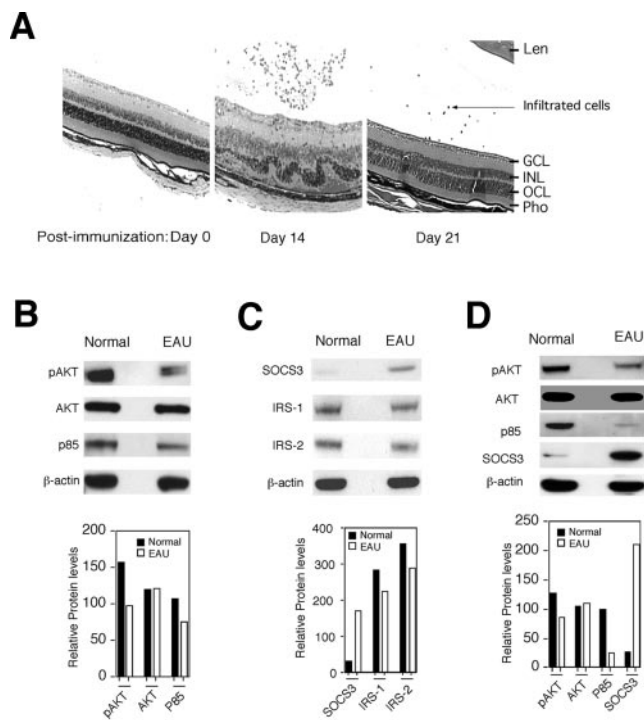 A
Len
Infiltrated cells
GCL
INL
OCL
Pho
Post-immunization: Day 0 Day 14 Day 21
B
Normal EAU
pAKT
AKT
p85
β-actin
200
150
100
50
0
Relative Protein levels
Normal
EAU
pAKT AKT P85
C
Normal EAU
SOCS3
IRS-1
IRS-2
β-actin
400
300
200
100
0
Relative Protein levels
Normal
EAU
SOCS3 IRS-1 IRS-2
D
Normal EAU
pAKT
AKT
p85
SOCS3
β-actin
250
200
150
100
50
0
Relative Protein levels
Normal
EAU
pAKT AKT P85 SOCS3